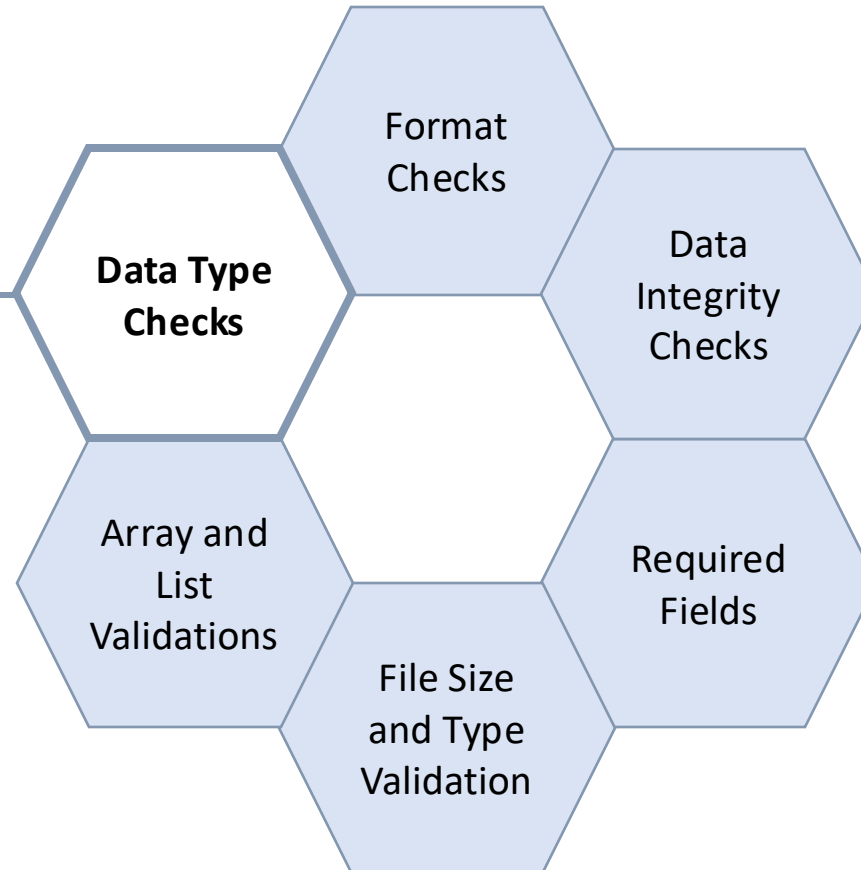 Format
Checks
Data Type
Checks
Data
Integrity
Checks
Array and
List
Validations
Required
Fields
File Size
and Type
Validation